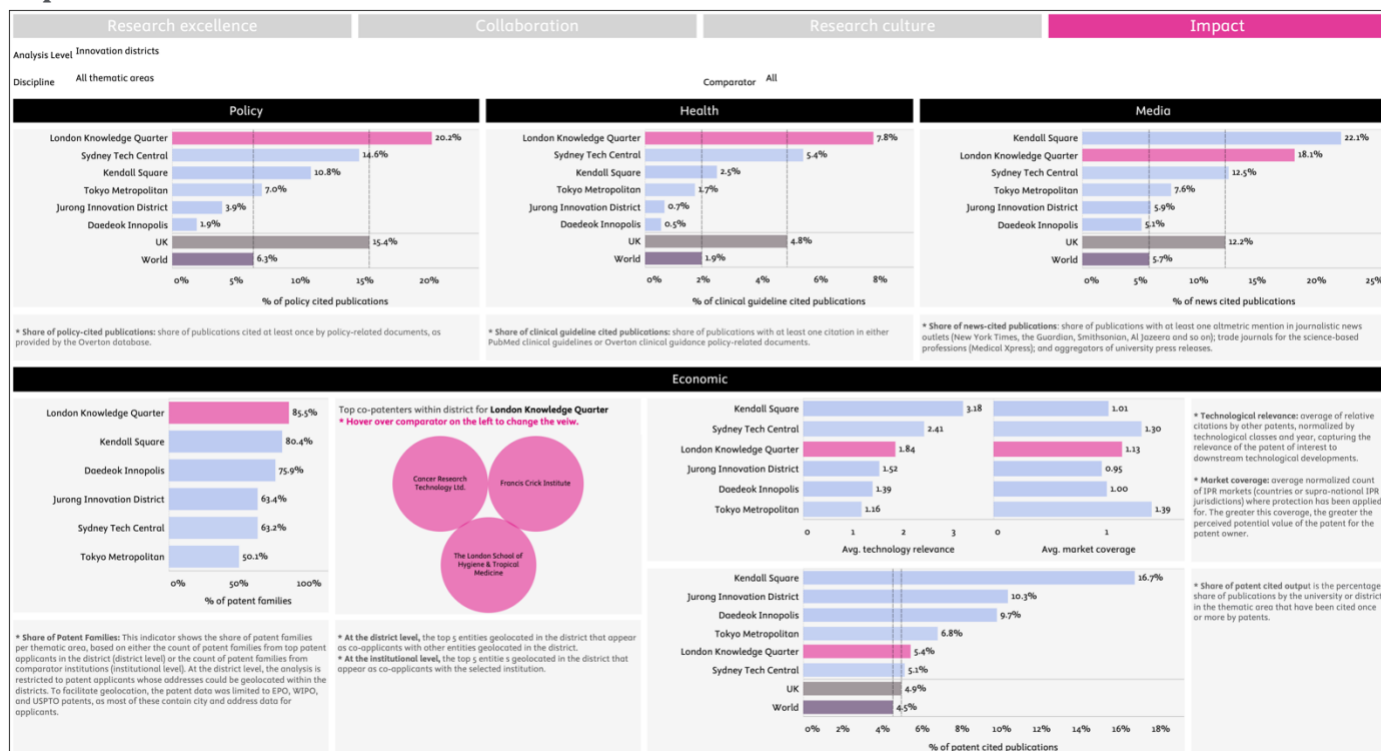 Research excellence
Collaboration
Research culture
Impact
Analysis Level Innovation districts
Discipline All thematic areas
Comparator All
Policy
London Knowledge Quarter 20.2%
Sydney Tech Central 14.6%
Kendall Square 10.8%
Tokyo Metropolitan 7.0%
Jurong Innovation District 3.9%
Daedeok Innopolis 1.9%
UK 15.4%
World 6.3%
0% 5% 10% 15% 20%
% of policy cited publications
* Share of policy-cited publications: share of publications cited at least once by policy-related documents, as
provided by the Overton database.
Health
London Knowledge Quarter 7.8%
Sydney Tech Central 5.4%
Kendall Square 2.5%
Tokyo Metropolitan 1.7%
Jurong Innovation District 0.7%
Daedeok Innopolis 0.5%
UK 4.8%
World 1.9%
0% 2% 4% 6% 8%
% of clinical guideline cited publications
* Share of clinical guideline cited publications: share of publications with at least one citation in either
PubMed clinical guidelines or Overton clinical guidance policy-related documents.
Media
Kendall Square 22.1%
London Knowledge Quarter 18.1%
Sydney Tech Central 12.5%
Tokyo Metropolitan 7.6%
Jurong Innovation District 5.9%
Daedeok Innopolis 5.1%
UK 12.2%
World 5.7%
0% 5% 10% 15% 20% 25%
% of news cited publications
* Share of news-cited publications: share of publications with at least one altmetric mention in journalistic news
outlets (New York Times, the Guardian, Smithsonian, Al Jazeera and so on); trade journals for the science-based
professions (Medical Xpress); and aggregators of university press releases.
Economic
London Knowledge Quarter 85.5%
Kendall Square 80.4%
Daedeok Innopolis 75.9%
Jurong Innovation District 63.4%
Sydney Tech Central 63.2%
Tokyo Metropolitan 50.1%
0% 50% 100%
% of patent families
* Share of Patent Families: This indicator shows the share of patent families
per thematic area, based on either the count of patent families from top patent
applicants in the district (district level) or the count of patent families from
comparator institutions (institutional level). At the district level, the analysis is
restricted to patent applicants whose addresses could be geolocated within the
districts. To facilitate geolocation, the patent data was limited to EPO, WIPO,
and USPTO patents, as most of these contain city and address data for
applicants.
Top co-patenters within district for London Knowledge Quarter
* Hover over comparator on the left to change the veiw.
Cancer Research
Technology Ltd.
Francis Crick Institute
The London School of
Hygiene & Tropical
Medicine
* At the district level, the top 5 entities geolocated in the district that appear
as co-applicants with other entities geolocated in the district.
* At the institutional level, the top 5 entitie s geolocated in the district that
appear as co-applicants with the selected institution.
Kendall Square 3.18 1.01
Sydney Tech Central 2.41 1.30
London Knowledge Quarter 1.84 1.13
Jurong Innovation District 1.52 0.95
Daedeok Innopolis 1.39 1.00
Tokyo Metropolitan 1.16 1.39
0 1 2 3 0 1
Avg. technology relevance Avg. market coverage
* Technological relevance: average of relative
citations by other patents, normalized by
technological classes and year, capturing the
relevance of the patent of interest to
downstream technological developments.
* Market coverage: average normalized count
of IPR markets (countries or supra-national IPR
jurisdictions) where protection has been applied
for. The greater this coverage, the greater the
perceived potential value of the patent for the
patent owner.
Kendall Square 16.7%
Jurong Innovation District 10.3%
Daedeok Innopolis 9.7%
Tokyo Metropolitan 6.8%
London Knowledge Quarter 5.4%
Sydney Tech Central 5.1%
UK 4.9%
World 4.5%
0% 2% 4% 6% 8% 10% 12% 14% 16% 18%
% of patent cited publications
* Share of patent cited output is the percentage
share of publications by the university or district
in the thematic area that have been cited once
or more by patents.